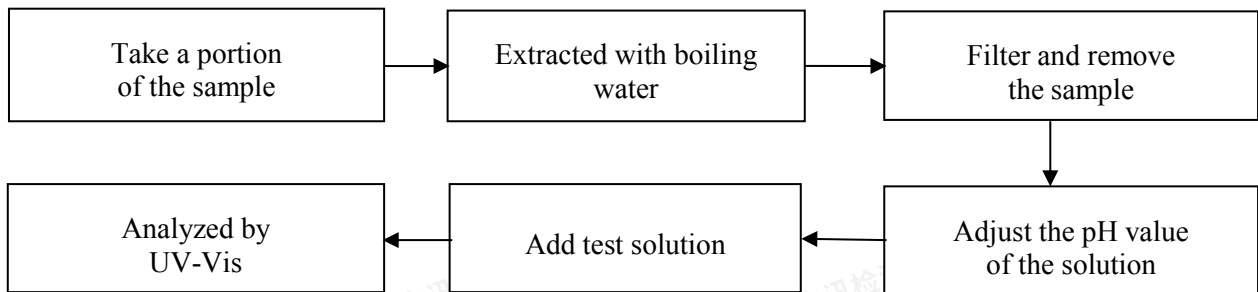 Take a portion
of the sample
Extracted with boiling
water
Filter and remove
the sample
Adjust the pH value
of the solution
Add test solution
Analyzed by
UV-Vis